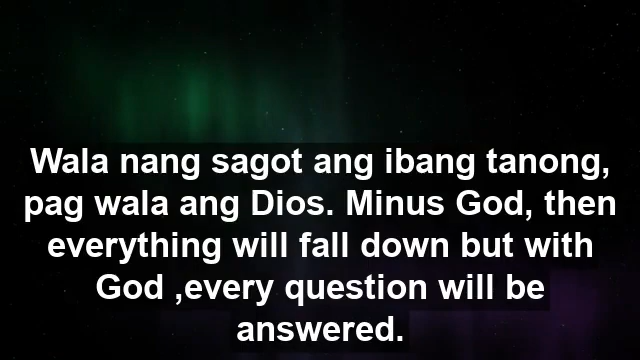 Wala nang sagot ang ibang tanong,
pag wala ang Dios. Minus God, then
everything will fall down but with
God ,every question will be
answered.